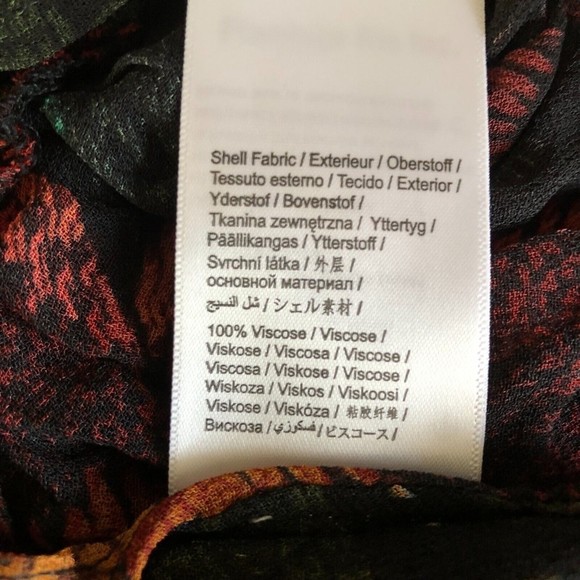 Shell Fabric / Exterieur / Oberstoff /
Tessuto esterno / Tecido / Exterior /
Yderstof / Bovenstof /
Tkanina zewnętrzna / Yttertyg /
Päällikangas / Ytterstoff /
Svrchní látka / 外层 /
основной материал /
شل النسيج / シェル素材 /
100% Viscose / Viscose /
Viskose / Viscosa / Viscose /
Viscosa / Viskose / Viscose /
Wiskoza / Viskos / Viskoosi /
Viskose / Viskóza / 粘胶纤维 /
Вискоза / فسكوزي / ビスコース /